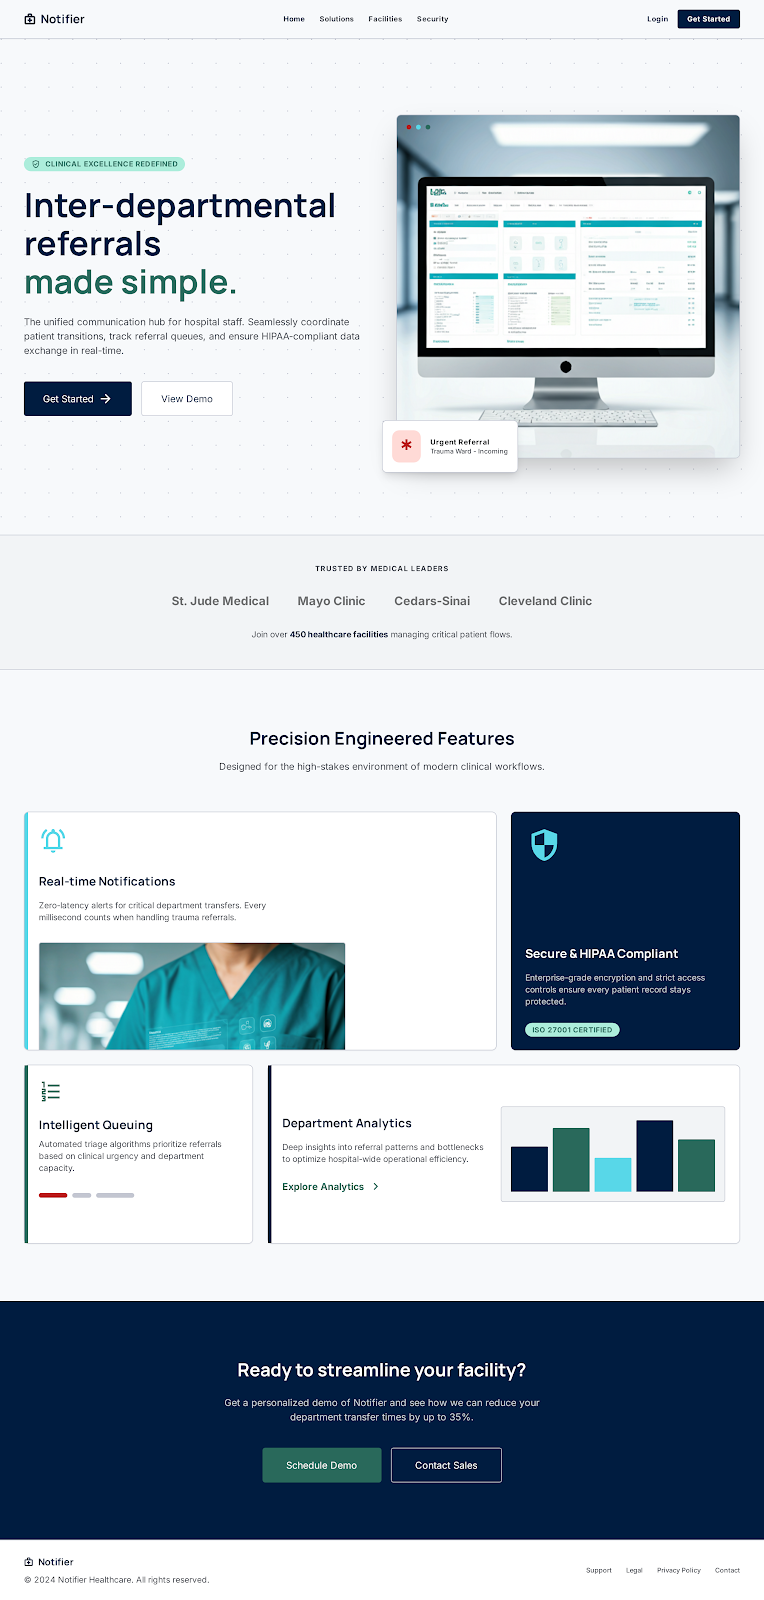 Notifier
Home Solutions Facilities Security
Login Get Started
CLINICAL EXCELLENCE REDEFINED
Inter-departmental
referrals
made simple.
The unified communication hub for hospital staff. Seamlessly coordinate
patient transitions, track referral queues, and ensure HIPAA-compliant data
exchange in real-time.
Get Started
View Demo
Urgent Referral
Trauma Ward - Incoming
TRUSTED BY MEDICAL LEADERS
St. Jude Medical Mayo Clinic Cedars-Sinai Cleveland Clinic
Join over 450 healthcare facilities managing critical patient flows.
Precision Engineered Features
Designed for the high-stakes environment of modern clinical workflows.
Real-time Notifications
Zero-latency alerts for critical department transfers. Every
millisecond counts when handling trauma referrals.
Secure & HIPAA Compliant
Enterprise-grade encryption and strict access
controls ensure every patient record stays
protected.
ISO 27001 CERTIFIED
1
2
3
Intelligent Queuing
Automated triage algorithms prioritize referrals
based on clinical urgency and department
capacity.
Department Analytics
Deep insights into referral patterns and bottlenecks
to optimize hospital-wide operational efficiency.
Explore Analytics
Ready to streamline your facility?
Get a personalized demo of Notifier and see how we can reduce your
department transfer times by up to 35%.
Schedule Demo
Contact Sales
Notifier
© 2024 Notifier Healthcare. All rights reserved.
Support Legal Privacy Policy Contact